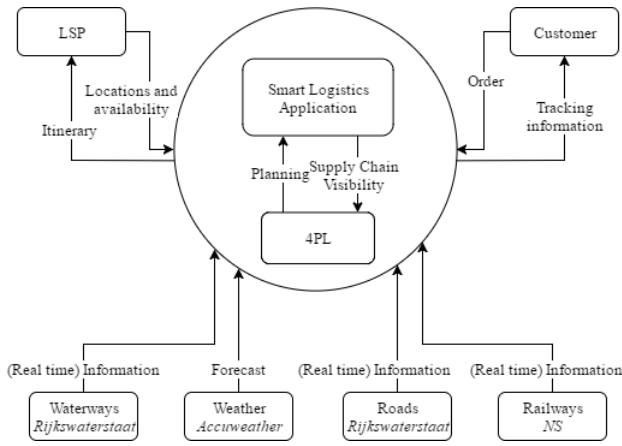 LSP
Customer
Locations and
availability
Itinerary
Smart Logistics
Application
Order
Tracking
information
Planning
Supply Chain
Visibility
4PL
(Real time) Information
Forecast
(Real time) Information
(Real time) Information
Waterways
Rijkswaterstaat
Weather
Accuweather
Roads
Rijkswaterstaat
Railways
NS